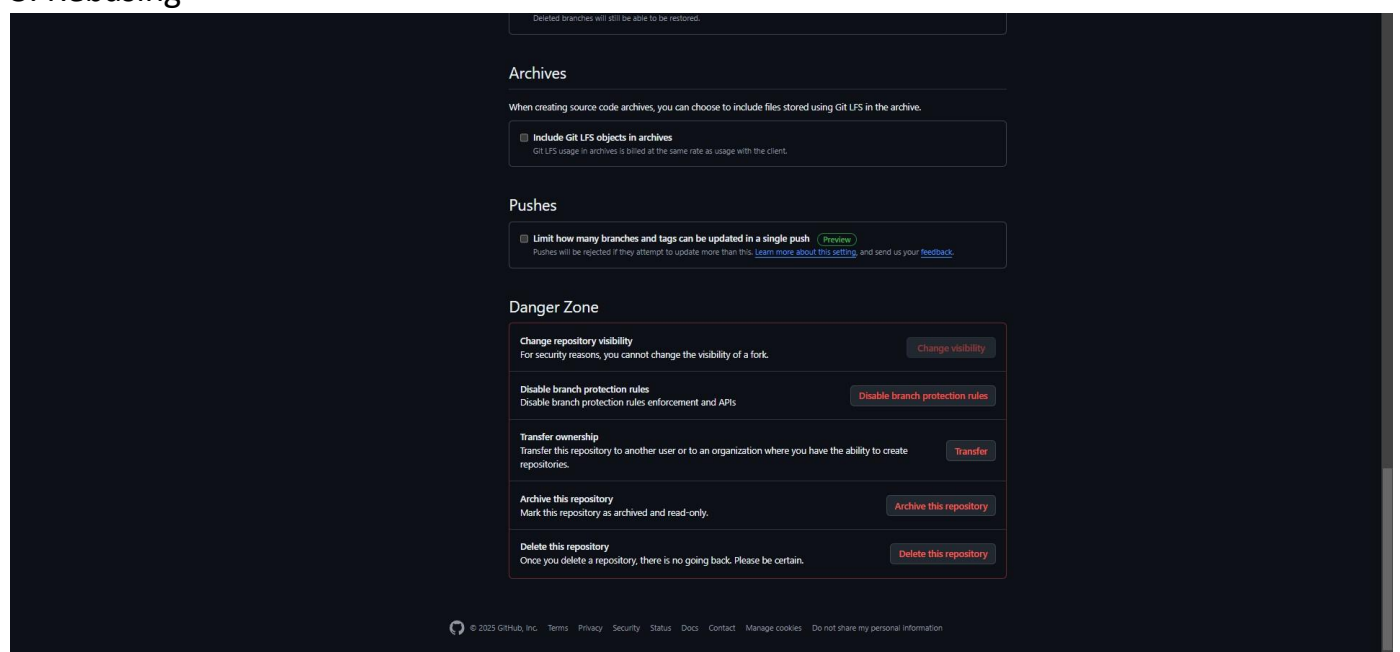 Deleted branches will still be able to be restored.
Archives
When creating source code archives, you can choose to include files stored using Git LFS in the archive.
Include Git LFS objects in archives
Git LFS usage in archives is billed at the same rate as usage with the client.
Pushes
Limit how many branches and tags can be updated in a single push Preview
Pushes will be rejected if they attempt to update more than this. Learn more about this setting, and send us your feedback.
Danger Zone
Change repository visibility
For security reasons, you cannot change the visibility of a fork.
Change visibility
Disable branch protection rules
Disable branch protection rules enforcement and APIs
Disable branch protection rules
Transfer ownership
Transfer this repository to another user or to an organization where you have the ability to create
repositories.
Transfer
Archive this repository
Mark this repository as archived and read-only.
Archive this repository
Delete this repository
Once you delete a repository, there is no going back. Please be certain.
Delete this repository
© 2025 GitHub, Inc. Terms Privacy Security Status Docs Contact Manage cookies Do not share my personal information